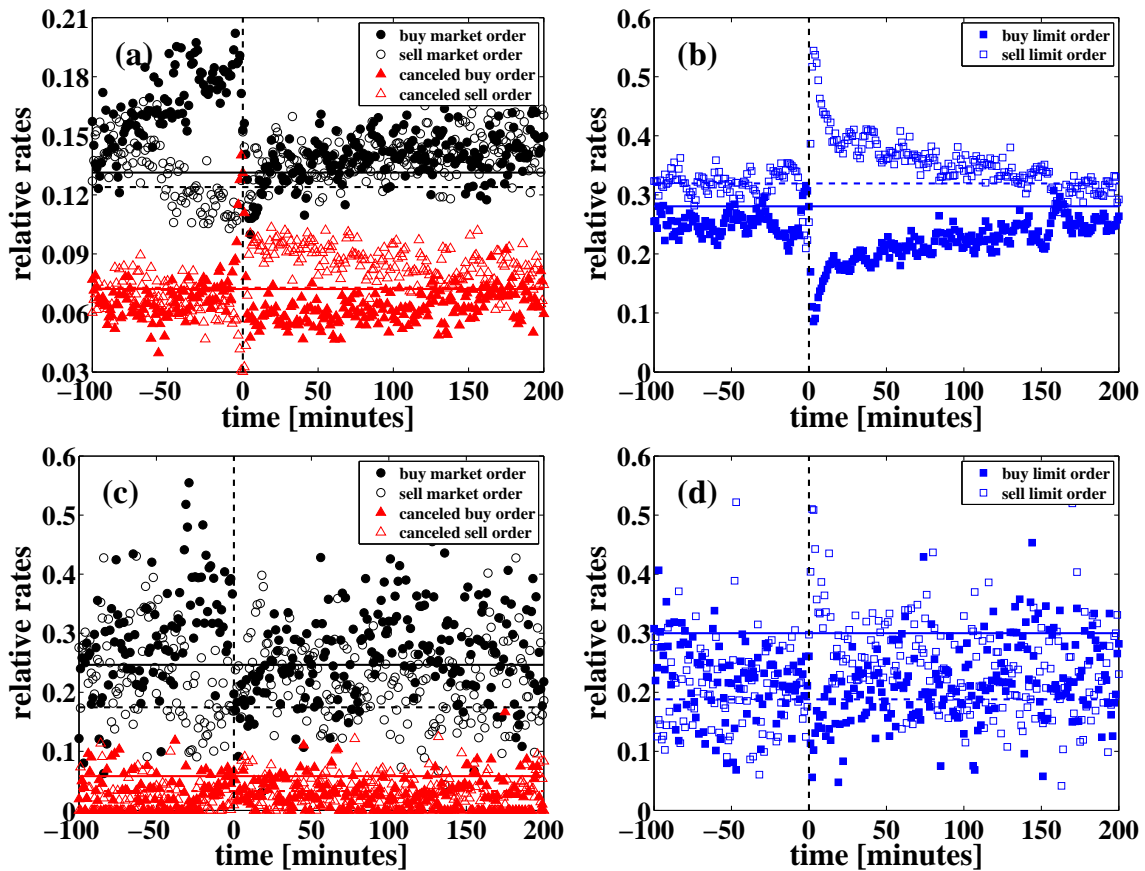 0.21
0.18
0.15
0.12
0.09
0.06
0.03
relative rates
(a)
buy market order
sell market order
canceled buy order
canceled sell order
−100 −50 0 50 100 150 200
time [minutes]
0.6
0.5
0.4
0.3
0.2
0.1
0
relative rates
(b)
buy limit order
sell limit order
−100 −50 0 50 100 150 200
time [minutes]
0.6
0.5
0.4
0.3
0.2
0.1
0
relative rates
(c)
buy market order
sell market order
canceled buy order
canceled sell order
−100 −50 0 50 100 150 200
time [minutes]
0.6
0.5
0.4
0.3
0.2
0.1
0
relative rates
(d)
buy limit order
sell limit order
−100 −50 0 50 100 150 200
time [minutes]